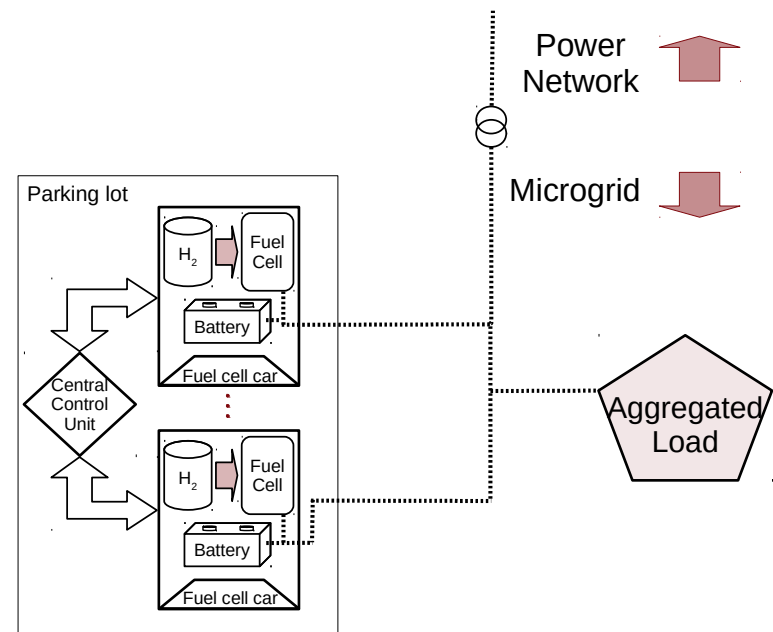 Power
Network
Microgrid
Parking lot
H₂
Fuel
Cell
Battery
Fuel cell car
Central
Control
Unit
Aggregated
Load
H₂
Fuel
Cell
Battery
Fuel cell car